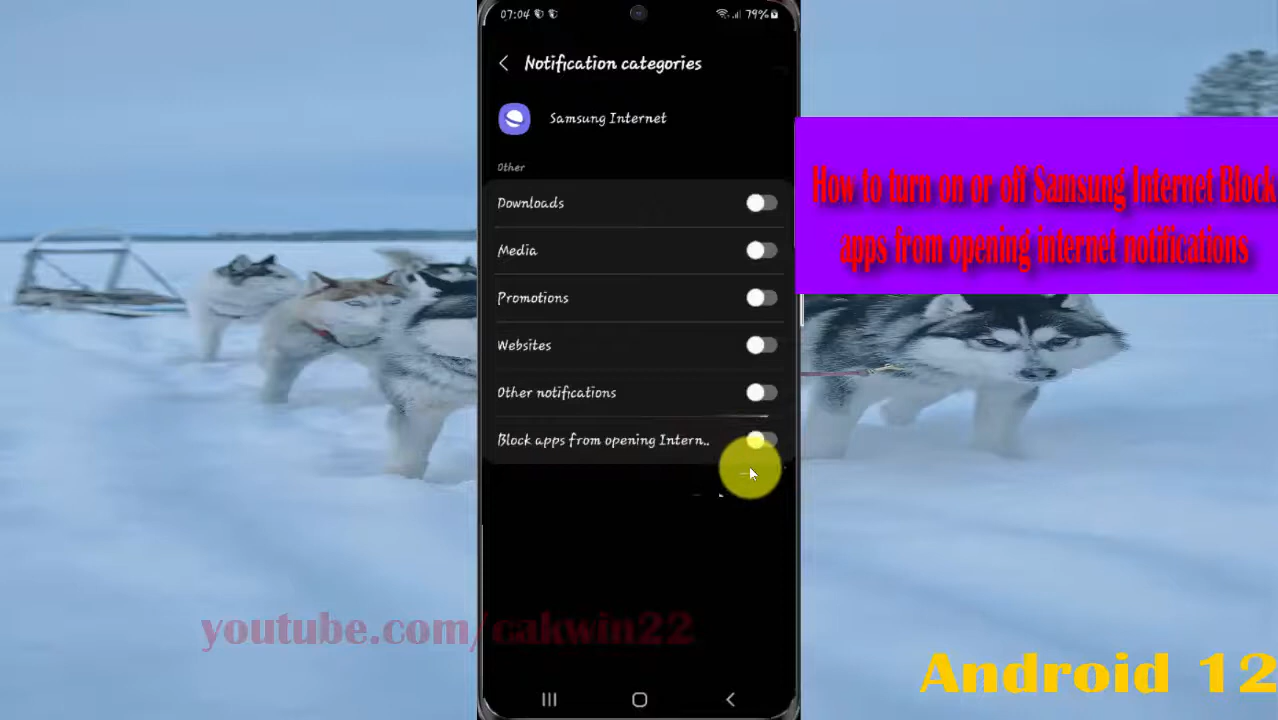 07:04 79%
Notification categories
Samsung Internet
Other
Downloads
Media
Promotions
Websites
Other notifications
Block apps from opening Intern..
How to turn on or off Samsung Internet Block
apps from opening internet notifications
youtube.com/cakwin22
Android 12